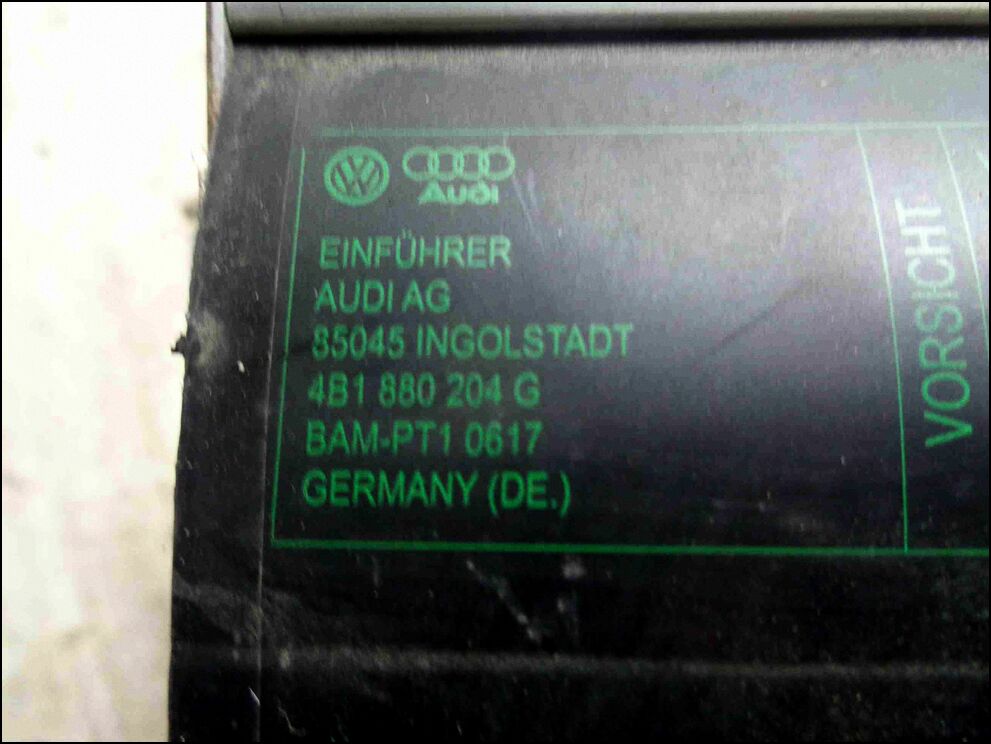 Audi
EINFÜHRER
AUDI AG
85045 INGOLSTADT
4B1 880 204 G
BAM-PT1 0617
GERMANY (DE.)
VORSICHT